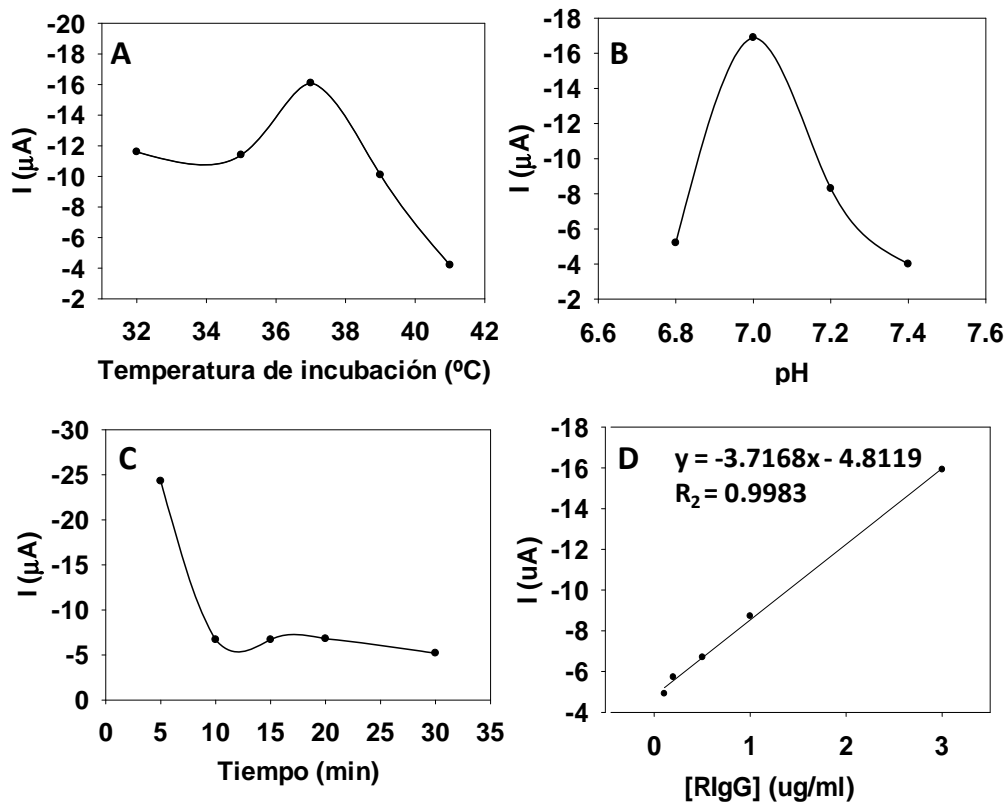 A
I (μA)
-20
-18
-16
-14
-12
-10
-8
-6
-4
-2
32 34 36 38 40 42
Temperatura de incubación (ºC)
B
I (μA)
-18
-16
-14
-12
-10
-8
-6
-4
-2
6.6 6.8 7.0 7.2 7.4 7.6
pH
C
I (μA)
-30
-25
-20
-15
-10
-5
0
0 5 10 15 20 25 30 35
Tiempo (min)
D
y = -3.7168x - 4.8119
R2 = 0.9983
I (uA)
-18
-16
-14
-12
-10
-8
-6
-4
0 1 2 3
[RIgG] (ug/ml)